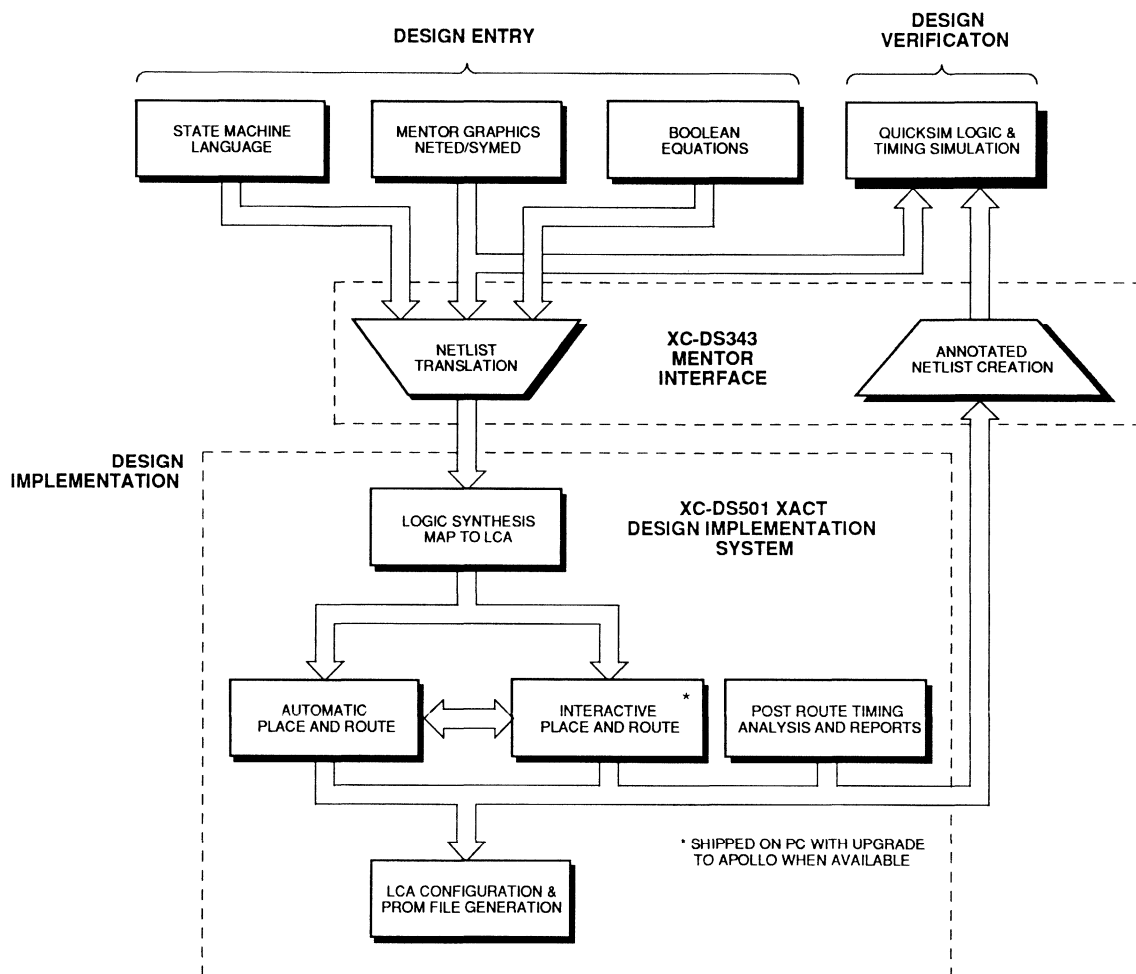 DESIGN ENTRY
DESIGN
VERIFICATON
STATE MACHINE
LANGUAGE
MENTOR GRAPHICS
NETED/SYMED
BOOLEAN
EQUATIONS
QUICKSIM LOGIC &
TIMING SIMULATION
NETLIST
TRANSLATION
XC-DS343
MENTOR
INTERFACE
ANNOTATED
NETLIST CREATION
DESIGN
IMPLEMENTATION
LOGIC SYNTHESIS
MAP TO LCA
XC-DS501 XACT
DESIGN IMPLEMENTATION
SYSTEM
AUTOMATIC
PLACE AND ROUTE
*
INTERACTIVE
PLACE AND ROUTE
POST ROUTE TIMING
ANALYSIS AND REPORTS
* SHIPPED ON PC WITH UPGRADE
TO APOLLO WHEN AVAILABLE
LCA CONFIGURATION &
PROM FILE GENERATION